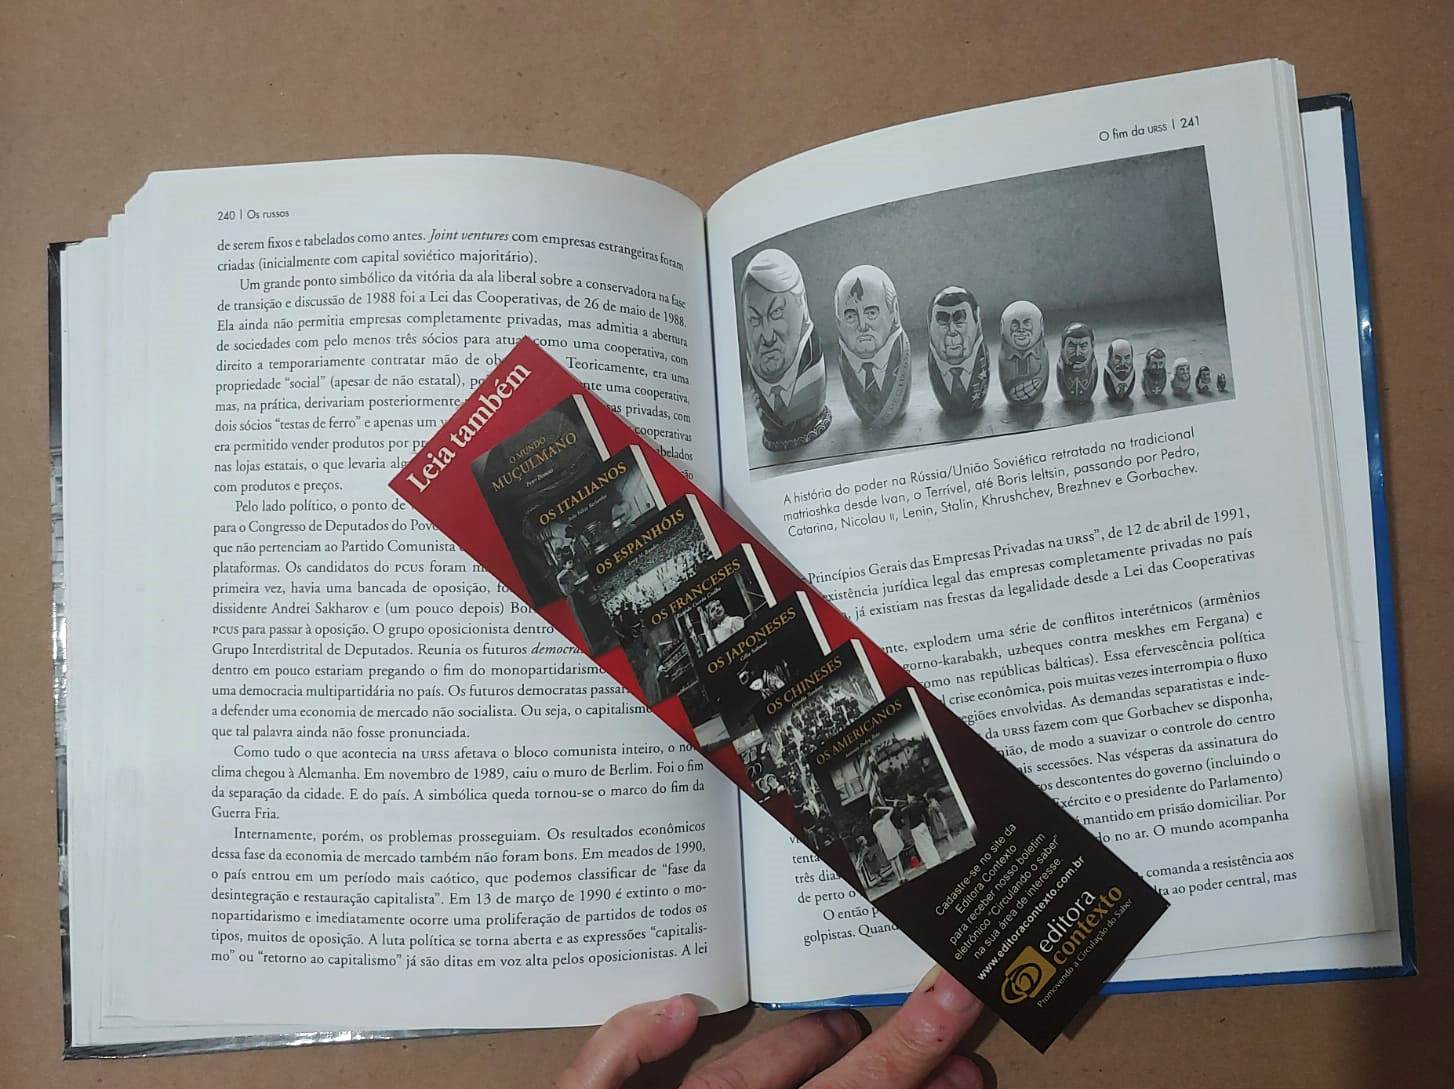 240 | Os russos
de serem fixos e tabelados como antes. Joint ventures com empresas estrangeiras foram
criadas (inicialmente com capital soviético majoritário).
Um grande ponto simbólico da vitória da ala liberal sobre a conservadora na fase
de transição e discussão de 1988 foi a Lei das Cooperativas, de 26 de maio de 1988.
Ela ainda não permitia empresas completamente privadas, mas admitia a abertura
de sociedades com pelo menos três sócios para atuar como uma cooperativa, com
direito a temporariamente contratar mão de Teoricamente, era uma
propriedade “social” (apesar de não estatal), uma cooperativa,
mas, na prática, derivariam posteriormente privadas, com
dois sócios “testas de ferro” e apenas um cooperativas
era permitido vender produtos por
nas lojas estatais, o que levaria
com produtos e preços.
Pelo lado político, o ponto de
para o Congresso de Deputados do
que não pertenciam ao Partido Comunista
plataformas. Os candidatos do PCUS foram
primeira vez, havia uma bancada de oposição,
dissidente Andrei Sakharov e (um pouco depois)
PCUS para passar à oposição. O grupo oposicionista dentro
Grupo Interdistrital de Deputados. Reunia os futuros
dentro em pouco estariam pregando o fim do monopartidarismo
uma democracia multipartidária no país. Os futuros democratas
a defender uma economia de mercado não socialista. Ou seja, o capitalismo
que tal palavra ainda não fosse pronunciada.
Como tudo o que acontecia na URSS afetava o bloco comunista inteiro, o
clima chegou à Alemanha. Em novembro de 1989, caiu o muro de Berlim. Foi o fim
da separação da cidade. E do país. A simbólica queda tornou-se o marco do fim da
Guerra Fria.
Internamente, porém, os problemas prosseguiam. Os resultados econômicos
dessa fase da economia de mercado também não foram bons. Em meados de 1990,
o país entrou em um período mais caótico, que podemos classificar de “fase da
desintegração e restauração capitalista”. Em 13 de março de 1990 é extinto o mo-
nopartidarismo e imediatamente ocorre uma proliferação de partidos de todos os
tipos, muitos de oposição. A luta política se torna aberta e as expressões “capitalis-
mo” ou “retorno ao capitalismo” já são ditas em voz alta pelos oposicionistas. A lei
O fim da URSS | 241
A história do poder na Rússia/União Soviética retratada na tradicional
matrioshka desde Ivan, o Terrível, até Boris Ieltsin, passando por Pedro,
Catarina, Nicolau II, Lenin, Stalin, Khrushchev, Brezhnev e Gorbachev.
Princípios Gerais das Empresas Privadas na URSS”, de 12 de abril de 1991,
existência jurídica legal das empresas completamente privadas no país
já existiam nas frestas da legalidade desde a Lei das Cooperativas
explodem uma série de conflitos interétnicos (armênios
gorno-karabakh, uzbeques contra meskhes em Fergana) e
como nas repúblicas bálticas). Essa efervescência política
crise econômica, pois muitas vezes interrompia o fluxo
regiões envolvidas. As demandas separatistas e inde-
da URSS fazem com que Gorbachev se disponha,
de modo a suavizar o controle do centro
secessões. Nas vésperas da assinatura do
descontentes do governo (incluindo o
Exército e o presidente do Parlamento)
mantido em prisão domiciliar. Por
no ar. O mundo acompanha
três dias
de perto o
O então comanda a resistência aos
golpistas. ao poder central, mas
Leia também
O MUNDO
MUÇULMANO
OS ITALIANOS
OS ESPANHÓIS
OS FRANCESES
OS JAPONESES
OS CHINESES
OS AMERICANOS
Cadastre-se no site da
Editora Contexto
para receber nosso boletim
eletrônico “Circulando o saber”
na sua área de interesse.
www.editoracontexto.com.br
editora
contexto
Promovendo a Circulação do Saber